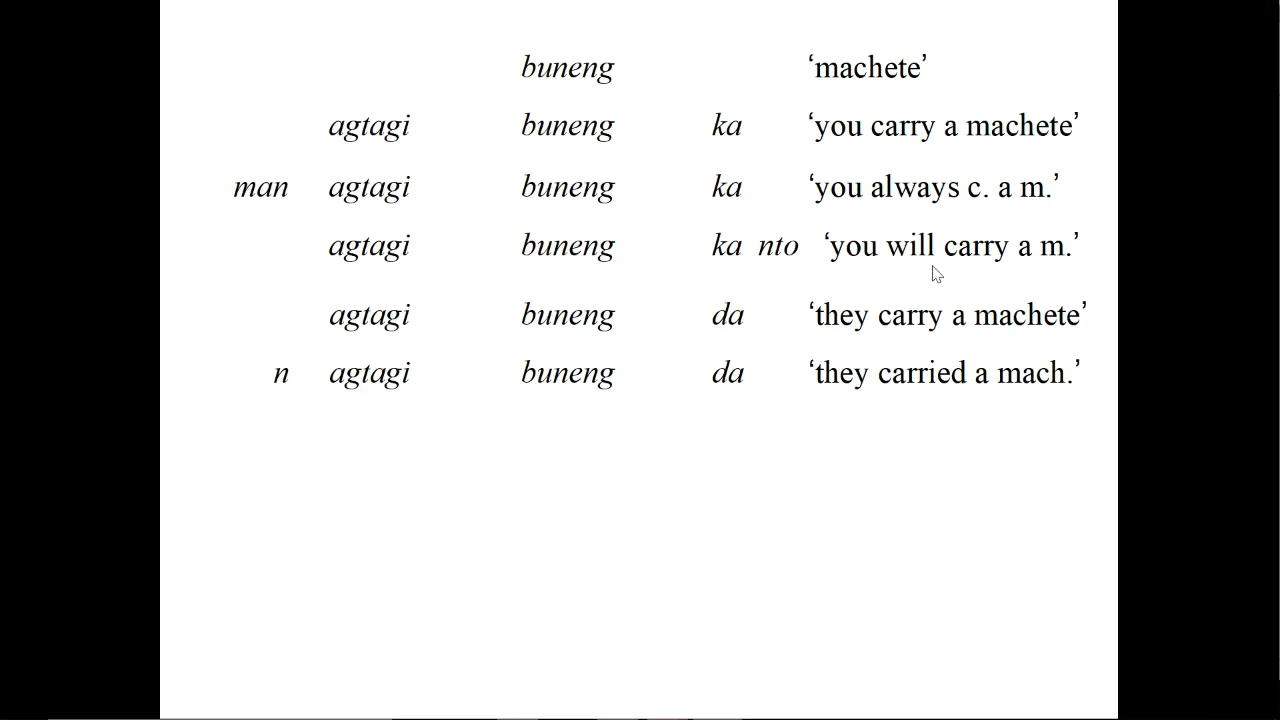 buneng ‘machete’
agtagi buneng ka ‘you carry a machete’
man agtagi buneng ka ‘you always c. a m.’
agtagi buneng ka nto ‘you will carry a m.’
agtagi buneng da ‘they carry a machete’
n agtagi buneng da ‘they carried a mach.’